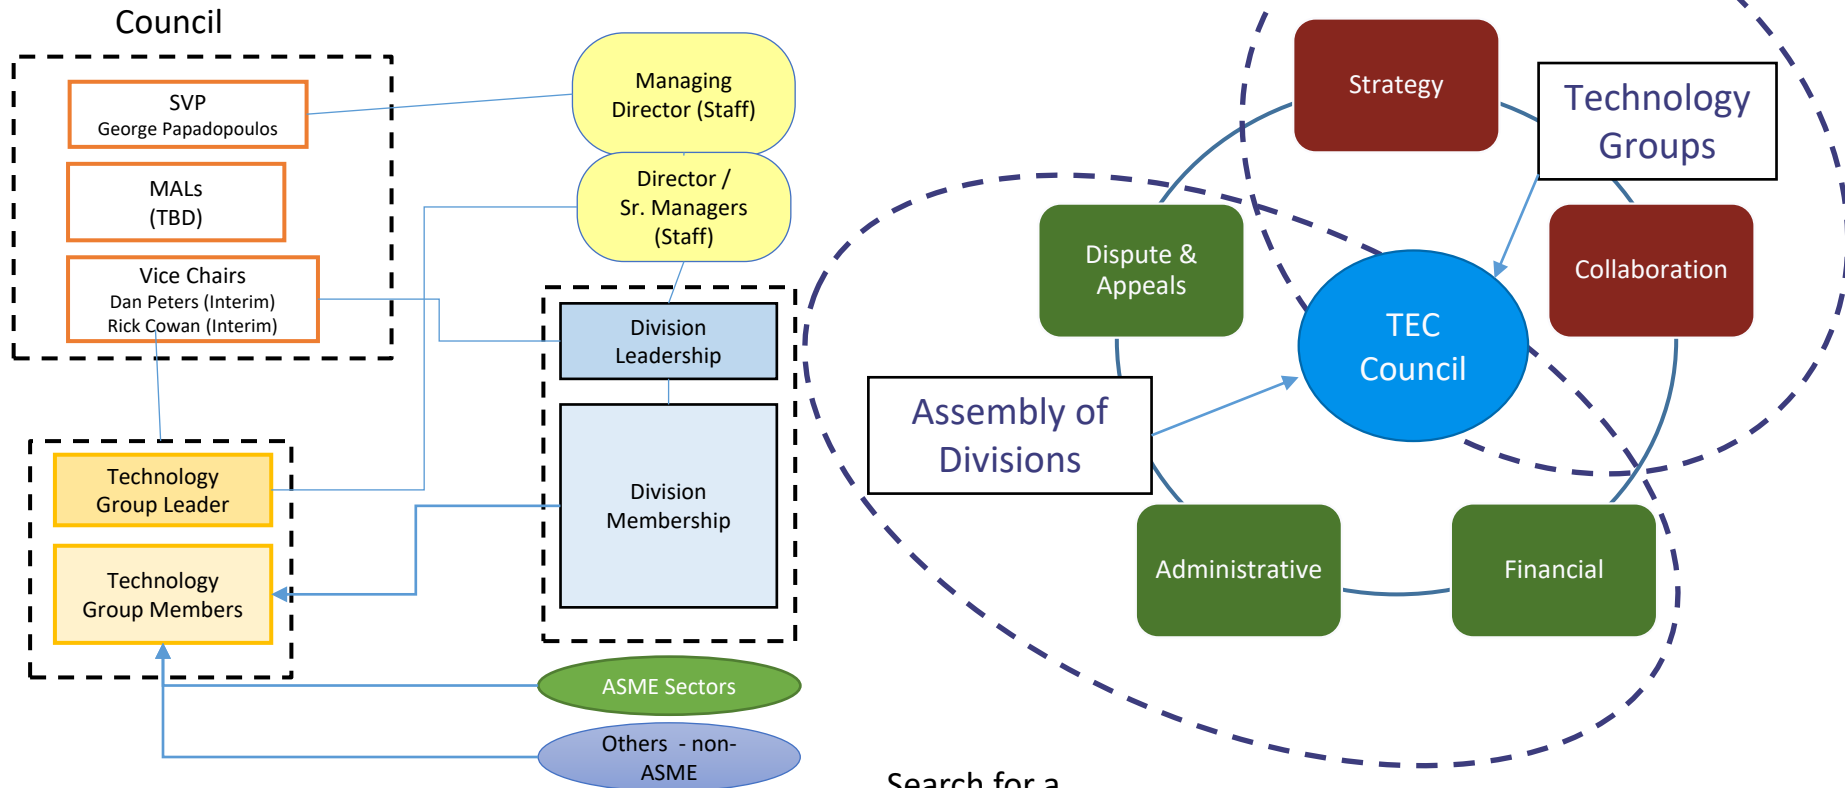 Council
SVP
George Papadopoulos
MALs
(TBD)
Vice Chairs
Dan Peters (Interim)
Rick Cowan (Interim)
Technology
Group Leader
Technology
Group Members
Managing
Director (Staff)
Director /
Sr. Managers
(Staff)
Division
Leadership
Division
Membership
ASME Sectors
Others - non-
ASME
Strategy
Technology
Groups
Dispute &
Appeals
Collaboration
TEC
Council
Assembly of
Divisions
Administrative
Financial
Search for a